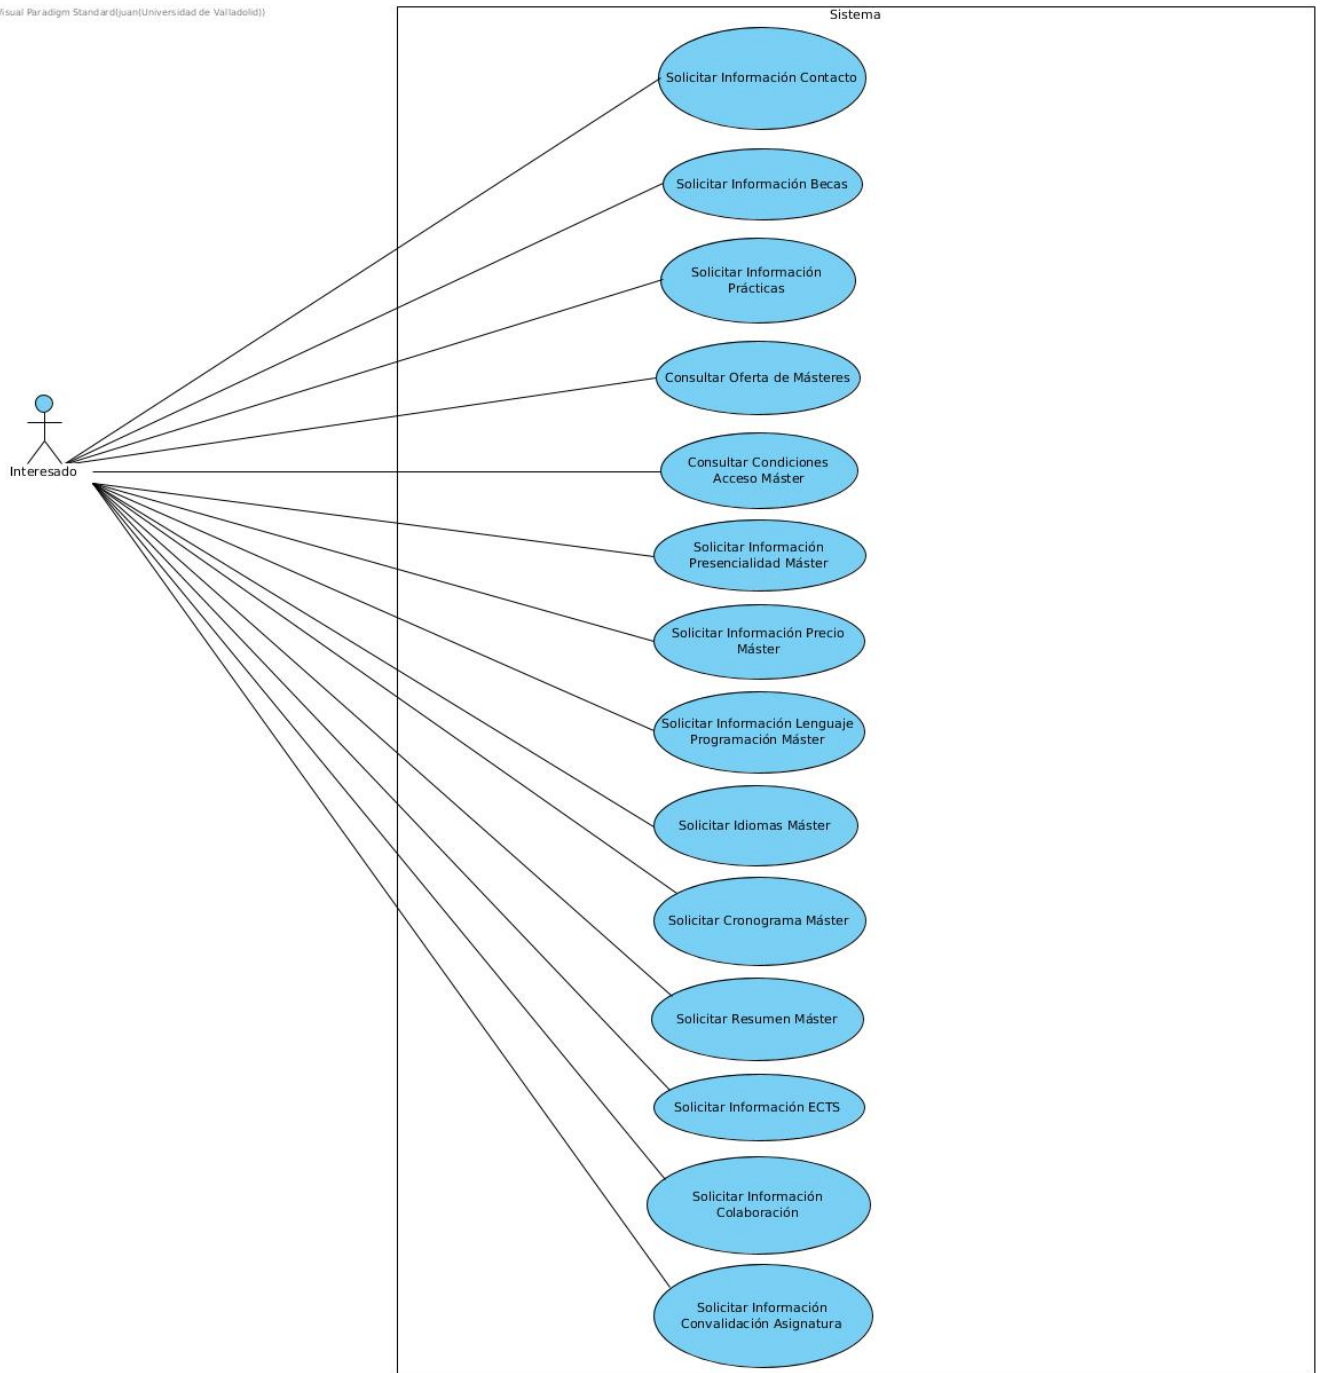 Visual Paradigm Standard(juan(Universidad de Valladolid))
Sistema
Solicitar Información Contacto
Solicitar Información Becas
Solicitar Información
Prácticas
Consultar Oferta de Másteres
Interesado
Consultar Condiciones
Acceso Máster
Solicitar Información
Presencialidad Máster
Solicitar Información Precio
Máster
Solicitar Información Lenguaje
Programación Máster
Solicitar Idiomas Máster
Solicitar Cronograma Máster
Solicitar Resumen Máster
Solicitar Información ECTS
Solicitar Información
Colaboración
Solicitar Información
Convalidación Asignatura